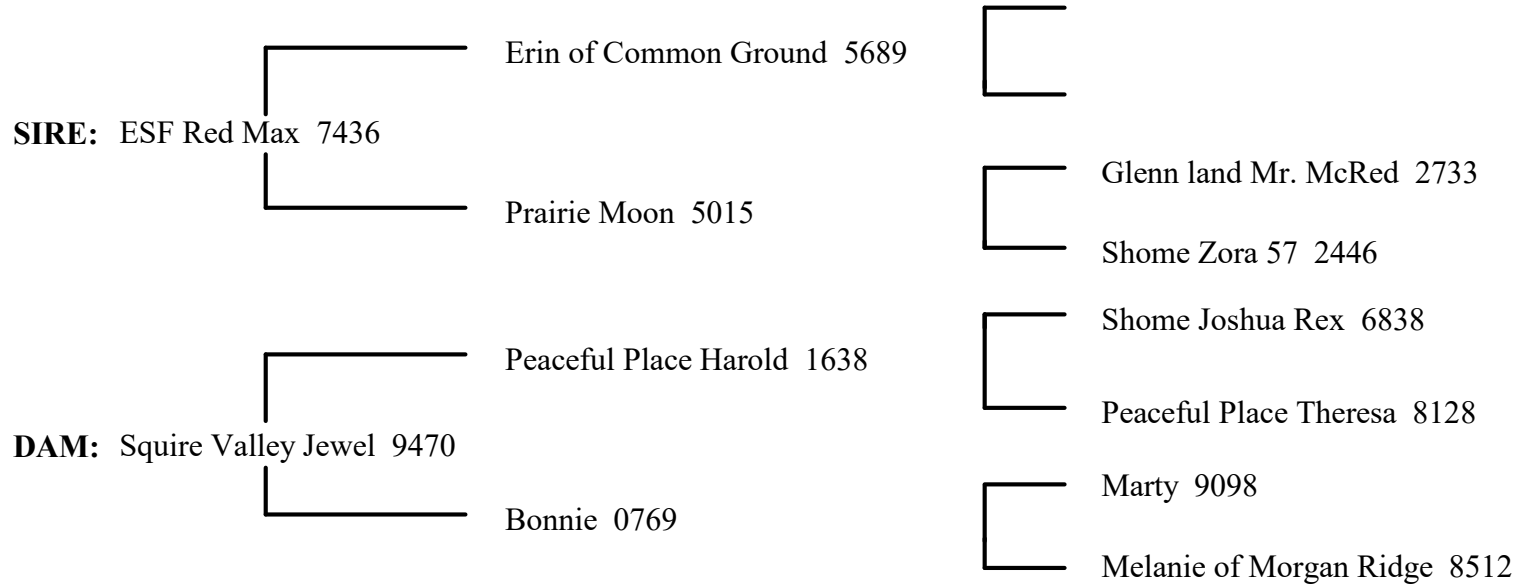 Erin of Common Ground 5689
SIRE: ESF Red Max 7436
Glenn land Mr. McRed 2733
Prairie Moon 5015
Shome Zora 57 2446
Shome Joshua Rex 6838
Peaceful Place Harold 1638
Peaceful Place Theresa 8128
DAM: Squire Valley Jewel 9470
Marty 9098
Bonnie 0769
Melanie of Morgan Ridge 8512